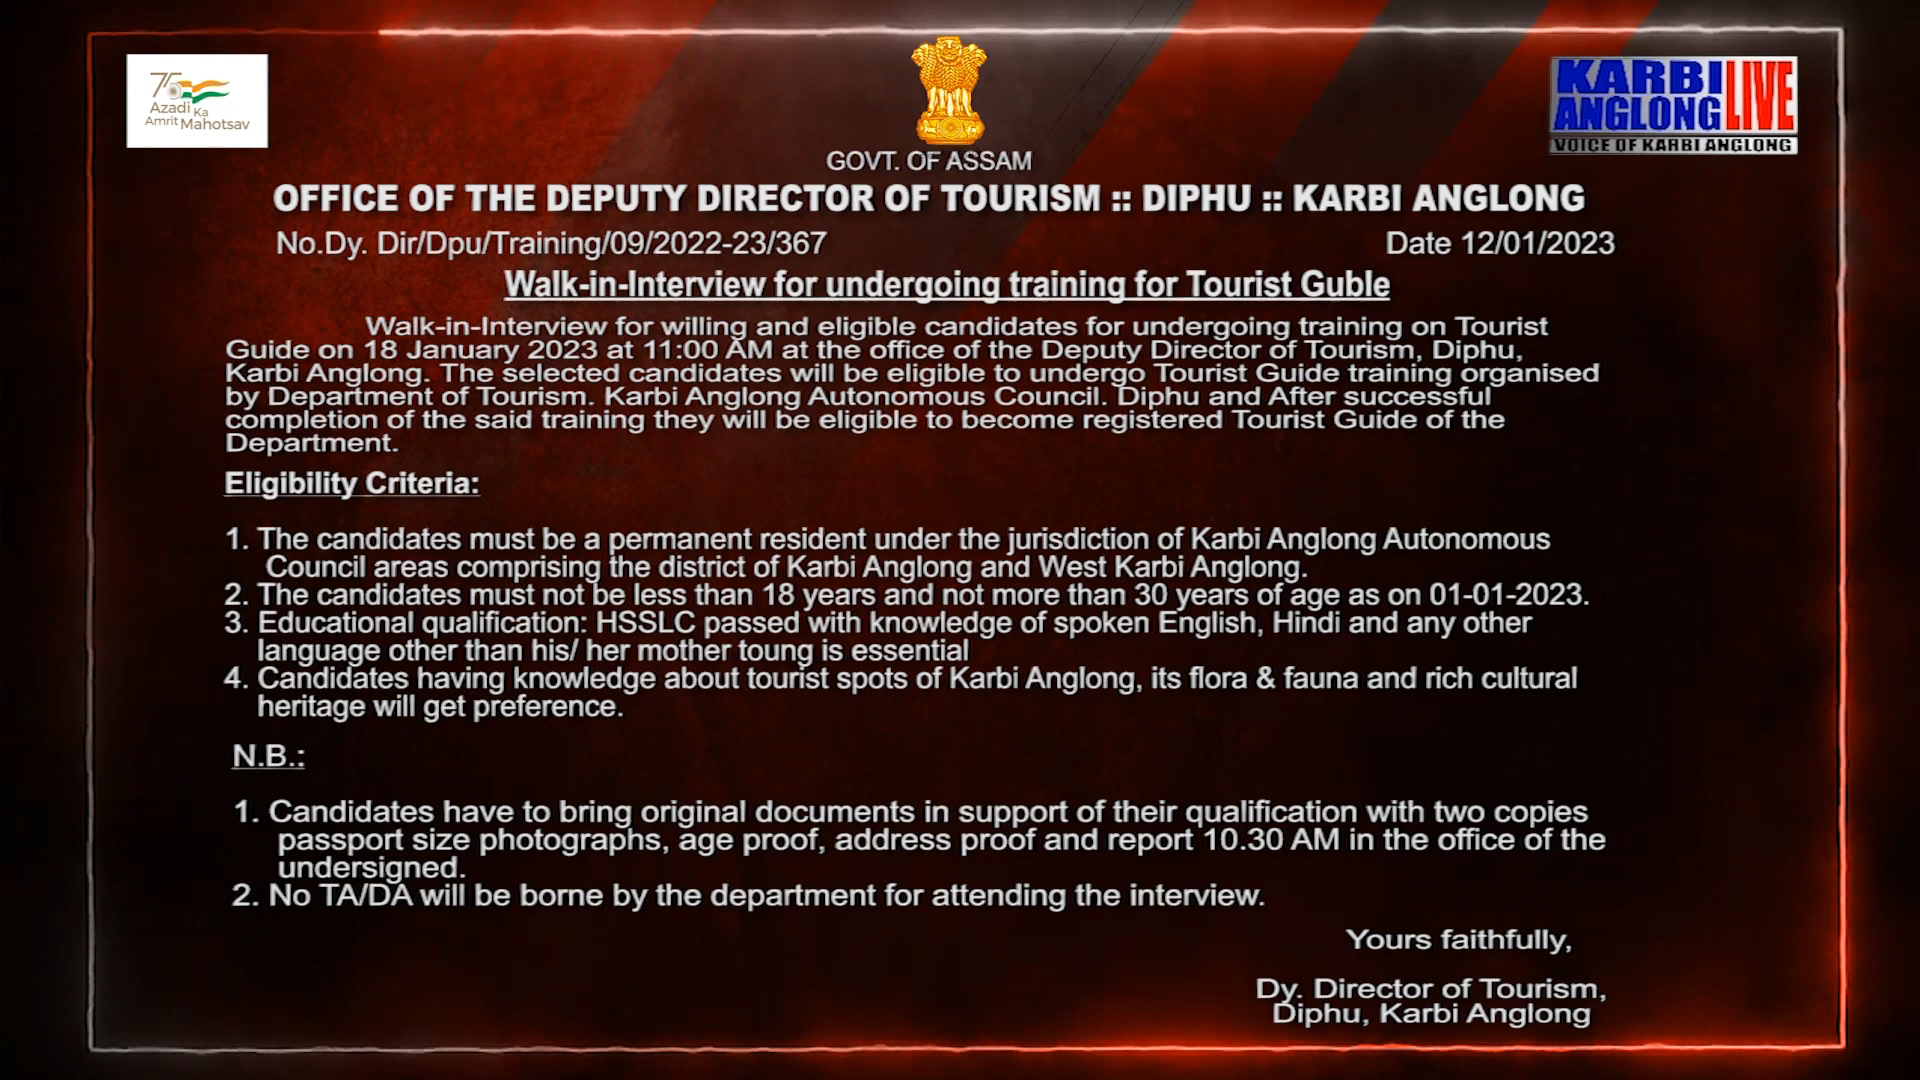 75
Azadi Ka
Amrit Mahotsav
KARBI
ANGLONG LIVE
VOICE OF KARBI ANGLONG
GOVT. OF ASSAM
OFFICE OF THE DEPUTY DIRECTOR OF TOURISM :: DIPHU :: KARBI ANGLONG
No.Dy. Dir/Dpu/Training/09/2022-23/367 Date 12/01/2023
Walk-in-Interview for undergoing training for Tourist Guble
Walk-in-Interview for willing and eligible candidates for undergoing training on Tourist
Guide on 18 January 2023 at 11:00 AM at the office of the Deputy Director of Tourism, Diphu,
Karbi Anglong. The selected candidates will be eligible to undergo Tourist Guide training organised
by Department of Tourism. Karbi Anglong Autonomous Council. Diphu and After successful
completion of the said training they will be eligible to become registered Tourist Guide of the
Department.
Eligibility Criteria:
1. The candidates must be a permanent resident under the jurisdiction of Karbi Anglong Autonomous
Council areas comprising the district of Karbi Anglong and West Karbi Anglong.
2. The candidates must not be less than 18 years and not more than 30 years of age as on 01-01-2023.
3. Educational qualification: HSSLC passed with knowledge of spoken English, Hindi and any other
language other than his/ her mother toung is essential
4. Candidates having knowledge about tourist spots of Karbi Anglong, its flora & fauna and rich cultural
heritage will get preference.
N.B.:
1. Candidates have to bring original documents in support of their qualification with two copies
passport size photographs, age proof, address proof and report 10.30 AM in the office of the
undersigned.
2. No TA/DA will be borne by the department for attending the interview.
Yours faithfully,
Dy. Director of Tourism,
Diphu, Karbi Anglong